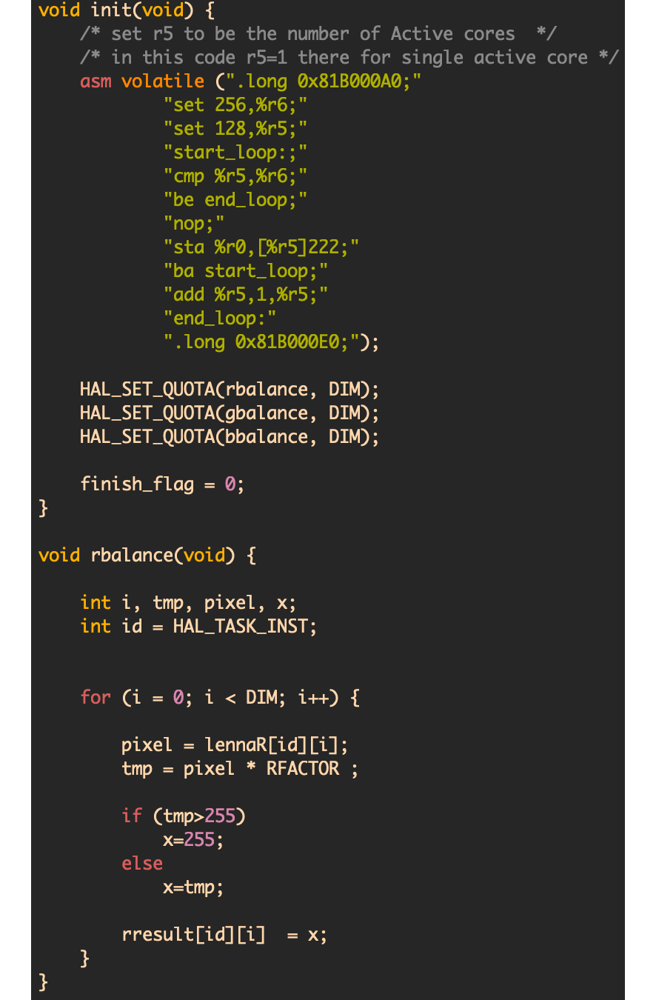 void init(void) {
    /* set r5 to be the number of Active cores  */
    /* in this code r5=1 there for single active core */
    asm volatile (".long 0x81B000A0;"
            "set 256,%r6;"
            "set 128,%r5;"
            "start_loop:;"
            "cmp %r5,%r6;"
            "be end_loop;"
            "nop;"
            "sta %r0,[%r5]222;"
            "ba start_loop;"
            "add %r5,1,%r5;"
            "end_loop:"
            ".long 0x81B000E0;");

    HAL_SET_QUOTA(rbalance, DIM);
    HAL_SET_QUOTA(gbalance, DIM);
    HAL_SET_QUOTA(bbalance, DIM);

    finish_flag = 0;
}

void rbalance(void) {

    int i, tmp, pixel, x;
    int id = HAL_TASK_INST;


    for (i = 0; i < DIM; i++) {

        pixel = lennaR[id][i];
        tmp = pixel * RFACTOR ;

        if (tmp>255)
            x=255;
        else
            x=tmp;

        rresult[id][i]  = x;
    }
}